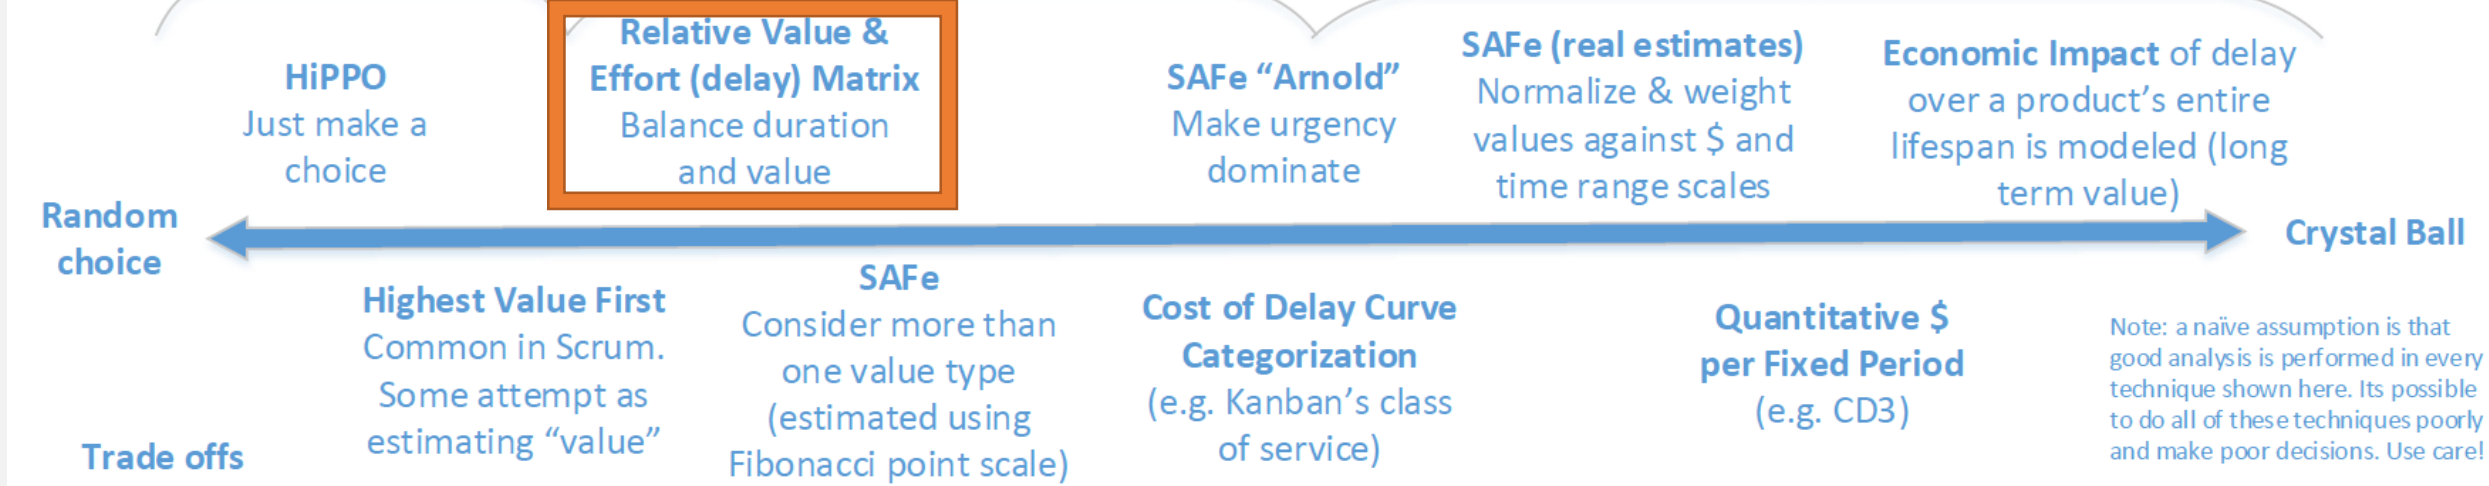 HiPPO
Just make a
choice
Relative Value &
Effort (delay) Matrix
Balance duration
and value
SAFe “Arnold”
Make urgency
dominate
SAFe (real estimates)
Normalize & weight
values against $ and
time range scales
Economic Impact of delay
over a product’s entire
lifespan is modeled (long
term value)
Random
choice
Crystal Ball
Highest Value First
Common in Scrum.
Some attempt as
estimating “value”
SAFe
Consider more than
one value type
(estimated using
Fibonacci point scale)
Cost of Delay Curve
Categorization
(e.g. Kanban’s class
of service)
Quantitative $
per Fixed Period
(e.g. CD3)
Note: a naïve assumption is that
good analysis is performed in every
technique shown here. Its possible
to do all of these techniques poorly
and make poor decisions. Use care!
Trade offs